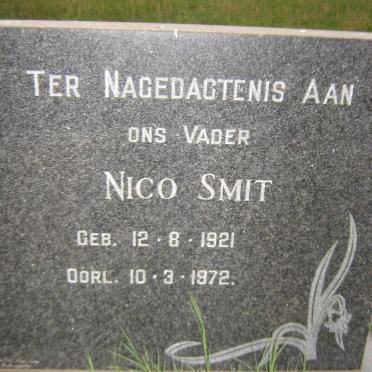 TER NAGEDAGTENIS AAN
ONS VADER
NICO SMIT
GEB. 12·8·1921
OORL. 10·3·1972.